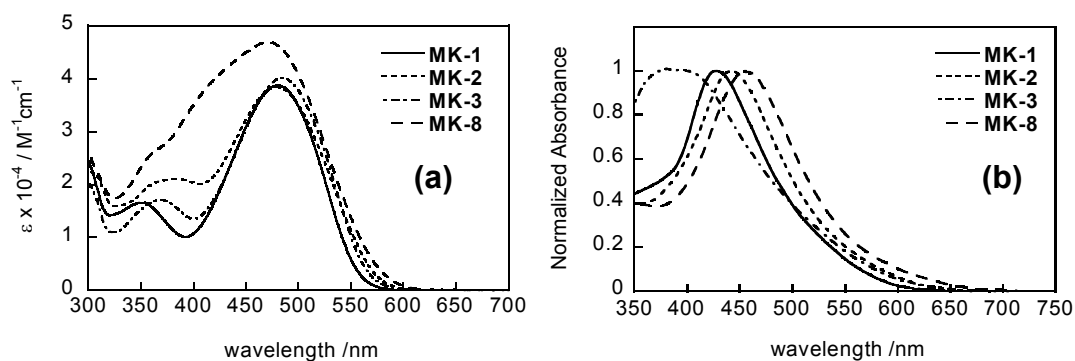 5
4
3
2
1
0
ε x 10⁻⁴ / M⁻¹cm⁻¹
300 350 400 450 500 550 600 650 700
wavelength /nm
MK-1
MK-2
MK-3
MK-8
(a)
1
0.8
0.6
0.4
0.2
0
Normalized Absorbance
350 400 450 500 550 600 650 700 750
wavelength /nm
MK-1
MK-2
MK-3
MK-8
(b)